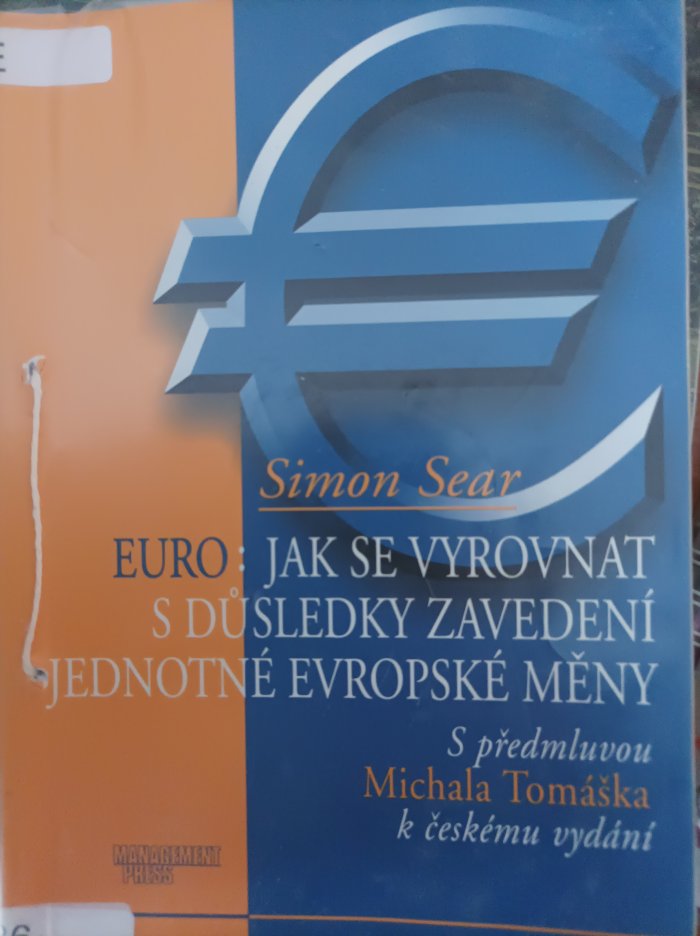 Simon Sear
EURO: JAK SE VYROVNAT
S DŮSLEDKY ZAVEDENÍ
JEDNOTNÉ EVROPSKÉ MĚNY
S předmluvou
Michala Tomáška
k českému vydání
MANAGEMENT
PRESS